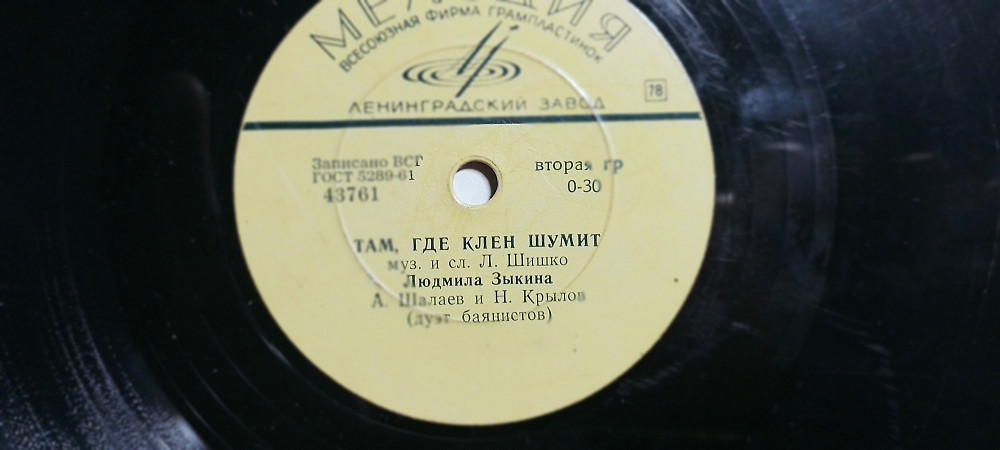 МЕЛОДИЯ
ВСЕСОЮЗНАЯ ФИРМА ГРАМПЛАСТИНОК
ЛЕНИНГРАДСКИЙ ЗАВОД
78
Записано ВСГ
ГОСТ 5289-61
43761
вторая гр
0-30
ТАМ, ГДЕ КЛЕН ШУМИТ
муз. и сл. Л. Шишко
Людмила Зыкина
А. Шалаев и Н. Крылов
(дуэт баянистов)